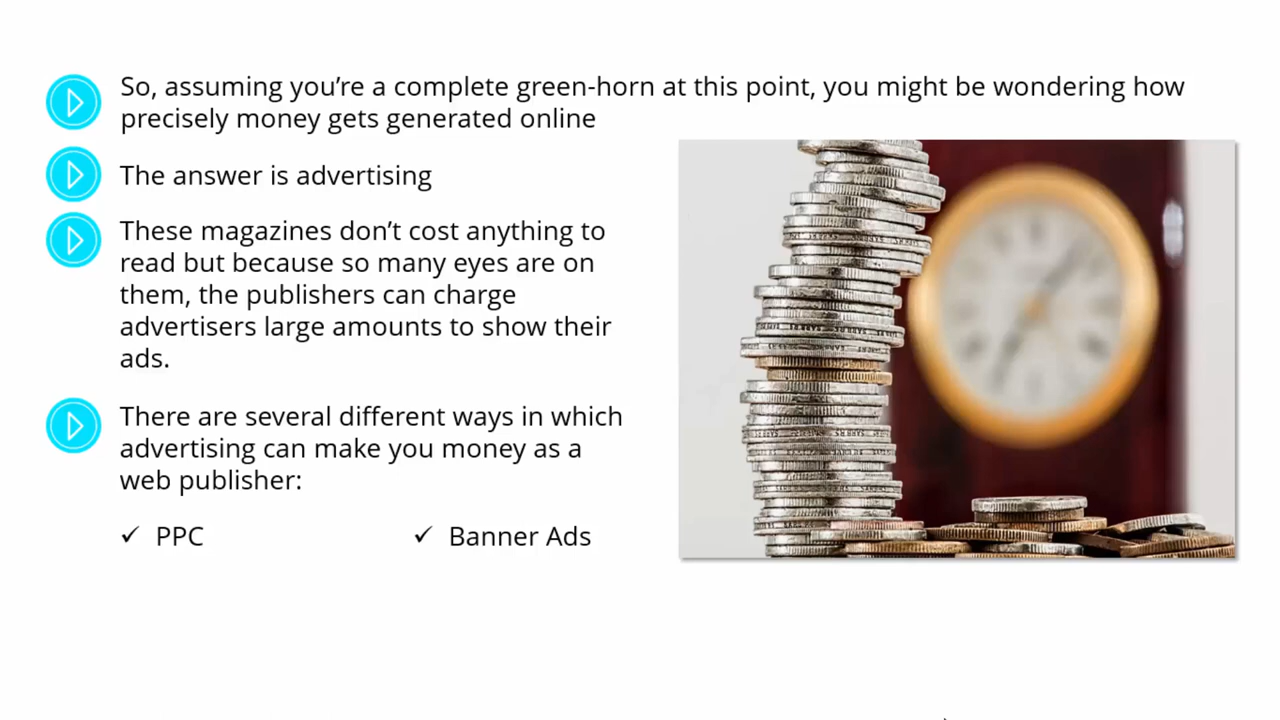 So, assuming you’re a complete green-horn at this point, you might be wondering how
precisely money gets generated online
The answer is advertising
These magazines don’t cost anything to
read but because so many eyes are on
them, the publishers can charge
advertisers large amounts to show their
ads.
There are several different ways in which
advertising can make you money as a
web publisher:
✓ PPC
✓ Banner Ads